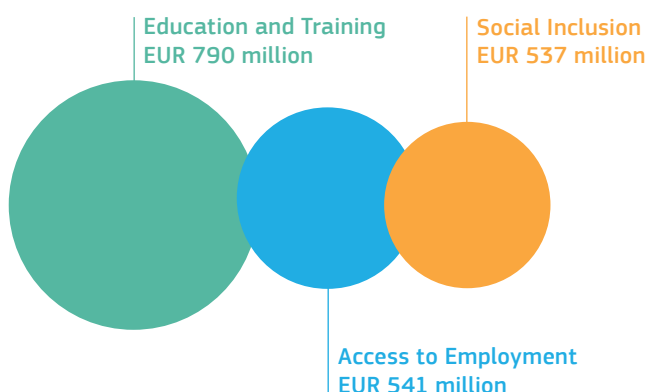 Education and Training
EUR 790 million
Social Inclusion
EUR 537 million
Access to Employment
EUR 541 million